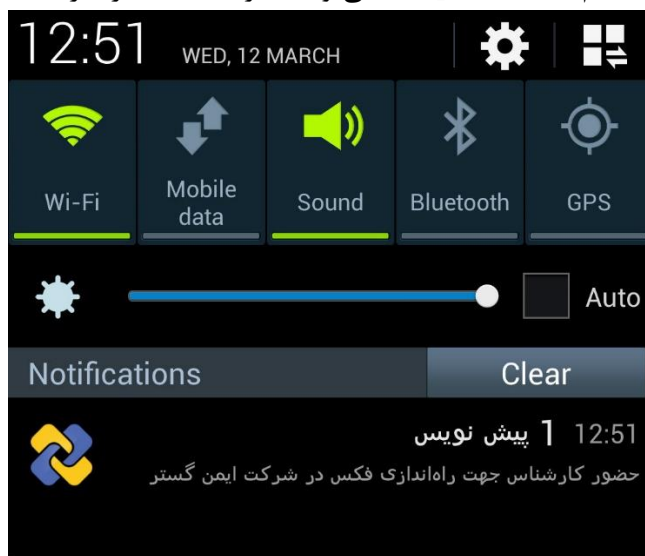 12:51 WED, 12 MARCH
Wi-Fi Mobile data Sound Bluetooth GPS
Auto
Notifications Clear
1 پیش نویس 12:51
حضور کارشناس جهت راه‌اندازی فکس در شرکت ایمن گستر